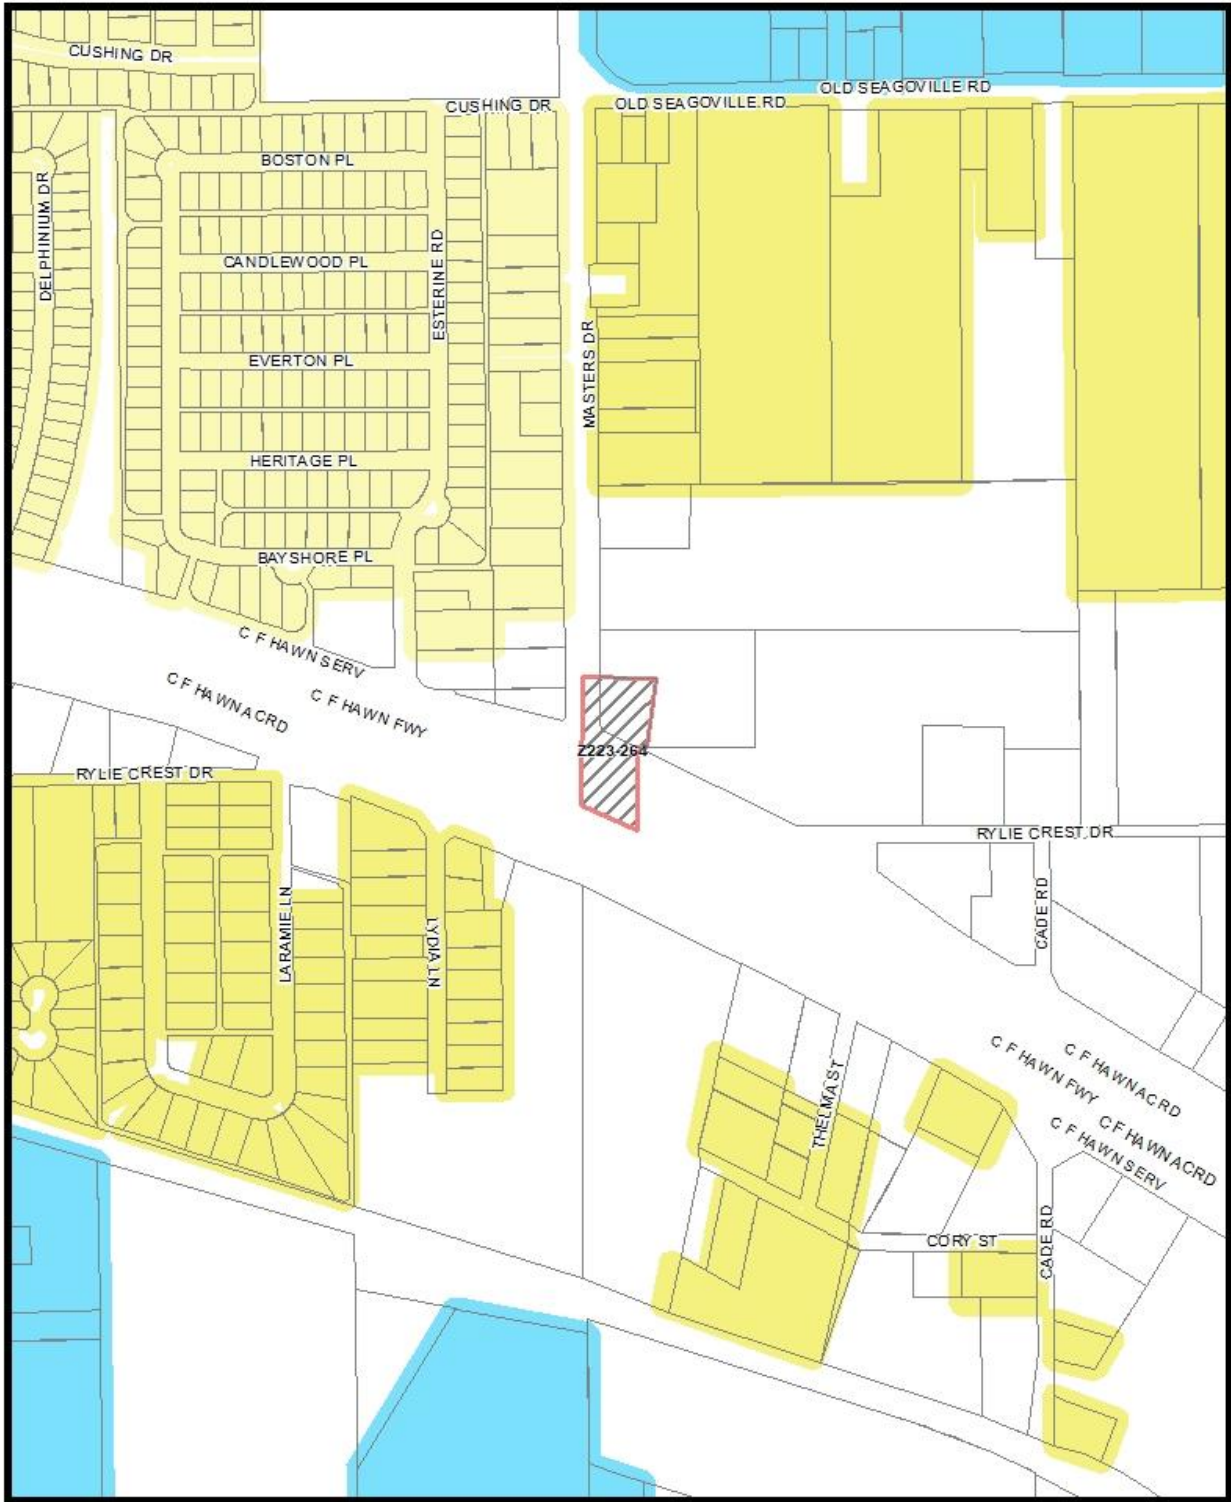 CUSHING DR
OLD SEAGOVILLE RD
CUSHING DR
OLD SEAGOVILLE RD
BOSTON PL
DELPHINIUM DR
CANDLEWOOD PL
ESTERINE RD
MASTERS DR
EVERTON PL
HERITAGE PL
BAYSHORE PL
C F HAWN SERV
C F HAWN ACRD
C F HAWN FWY
Z223-264
RYLIE CREST DR
RYLIE CREST DR
LARAMIE LN
LYDIA LN
CADE RD
C F HAWN FWY
C F HAWN ACRD
THELMA ST
C F HAWN ACRD
C F HAWN SERV
CORY ST
CADE RD